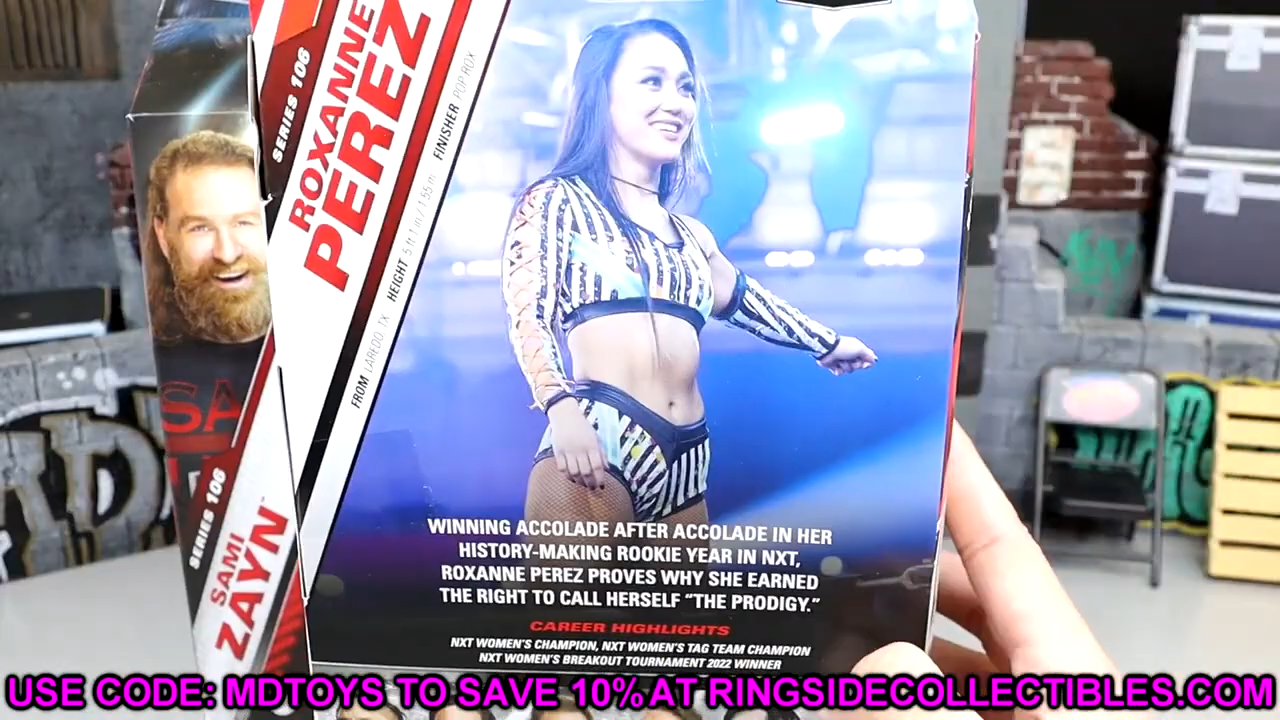 SERIES 106
ROXANNE
PEREZ
FROM LAREDO, TX HEIGHT 5 ft 1 in / 1.55 m FINISHER POP ROX
SERIES 106
SAMI
ZAYN
WINNING ACCOLADE AFTER ACCOLADE IN HER
HISTORY-MAKING ROOKIE YEAR IN NXT,
ROXANNE PEREZ PROVES WHY SHE EARNED
THE RIGHT TO CALL HERSELF “THE PRODIGY.”
CAREER HIGHLIGHTS
NXT WOMEN'S CHAMPION, NXT WOMEN'S TAG TEAM CHAMPION
NXT WOMEN'S BREAKOUT TOURNAMENT 2022 WINNER
USE CODE: MDTOYS TO SAVE 10% AT RINGSIDECOLLECTIBLES.COM